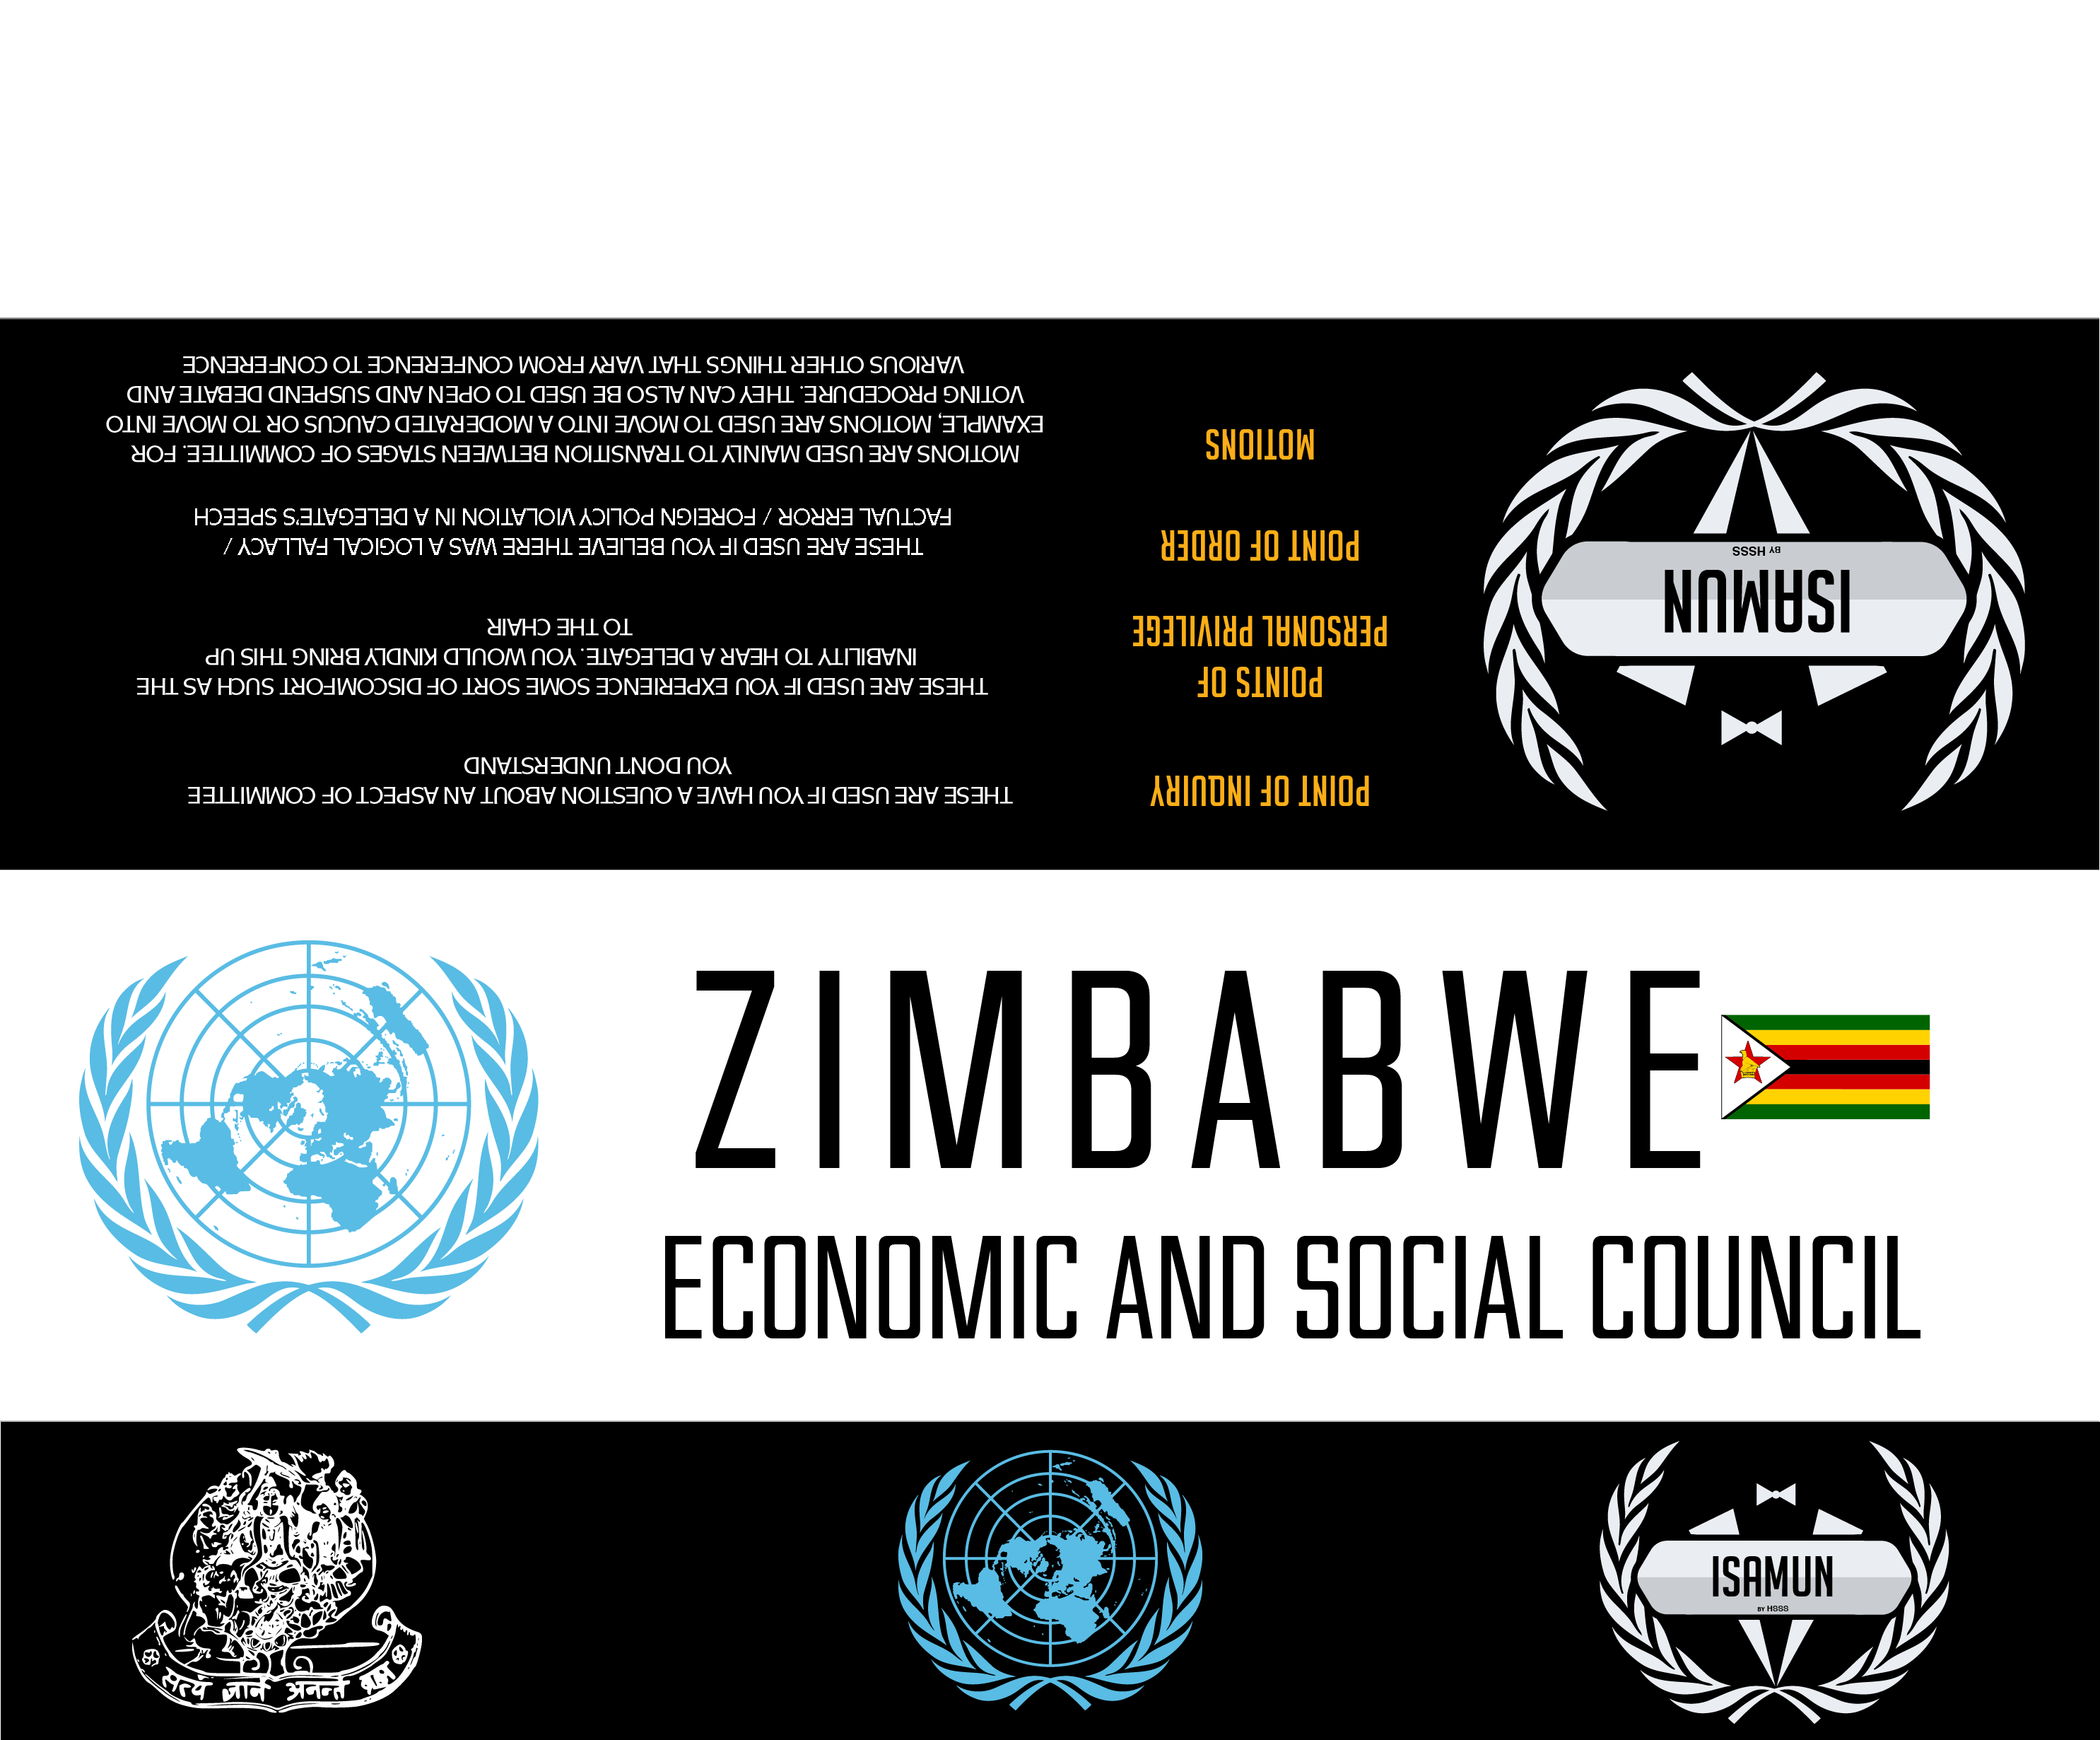 POINT OF INQUIRY
THESE ARE USED IF YOU HAVE A QUESTION ABOUT AN ASPECT OF COMMITTEE
YOU DON'T UNDERSTAND
POINTS OF
PERSONAL PRIVILEGE
THESE ARE USED IF YOU EXPERIENCE SOME SORT OF DISCOMFORT SUCH AS THE
INABILITY TO HEAR A DELEGATE. YOU WOULD KINDLY BRING THIS UP
TO THE CHAIR
POINT OF ORDER
THESE ARE USED IF YOU BELIEVE THERE WAS A LOGICAL FALLACY /
FACTUAL ERROR / FOREIGN POLICY VIOLATION IN A DELEGATE'S SPEECH
MOTIONS
MOTIONS ARE USED MAINLY TO TRANSITION BETWEEN STAGES OF COMMITTEE. FOR
EXAMPLE, MOTIONS ARE USED TO MOVE INTO A MODERATED CAUCUS OR TO MOVE INTO
VOTING PROCEDURE. THEY CAN ALSO BE USED TO OPEN AND SUSPEND DEBATE AND
VARIOUS OTHER THINGS THAT VARY FROM CONFERENCE TO CONFERENCE
ISAMUN
BY HSSS
ZIMBABWE
ECONOMIC AND SOCIAL COUNCIL
सत्यं ज्ञानं अनन्तं ब्रह्म
ISAMUN
BY HSSS